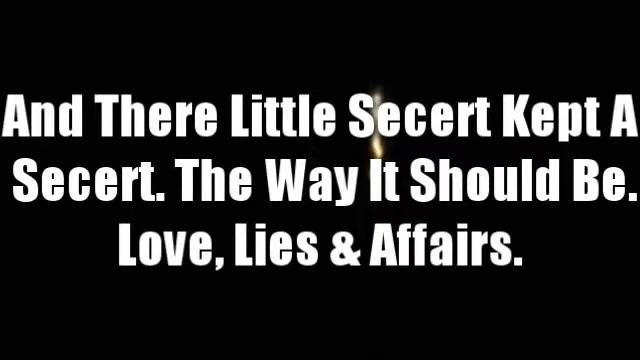 And There Little Secert Kept A
Secert. The Way It Should Be.
Love, Lies & Affairs.